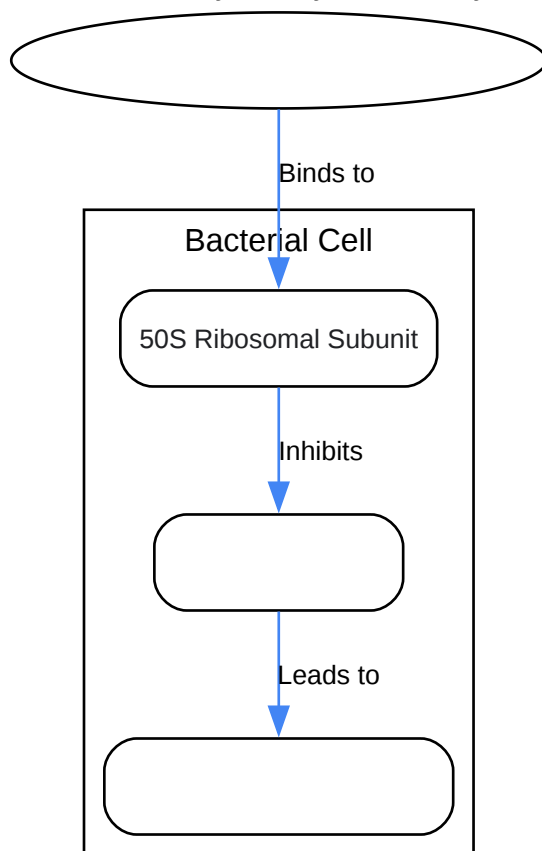 Binds to
Bacterial Cell
50S Ribosomal Subunit
Inhibits
Leads to